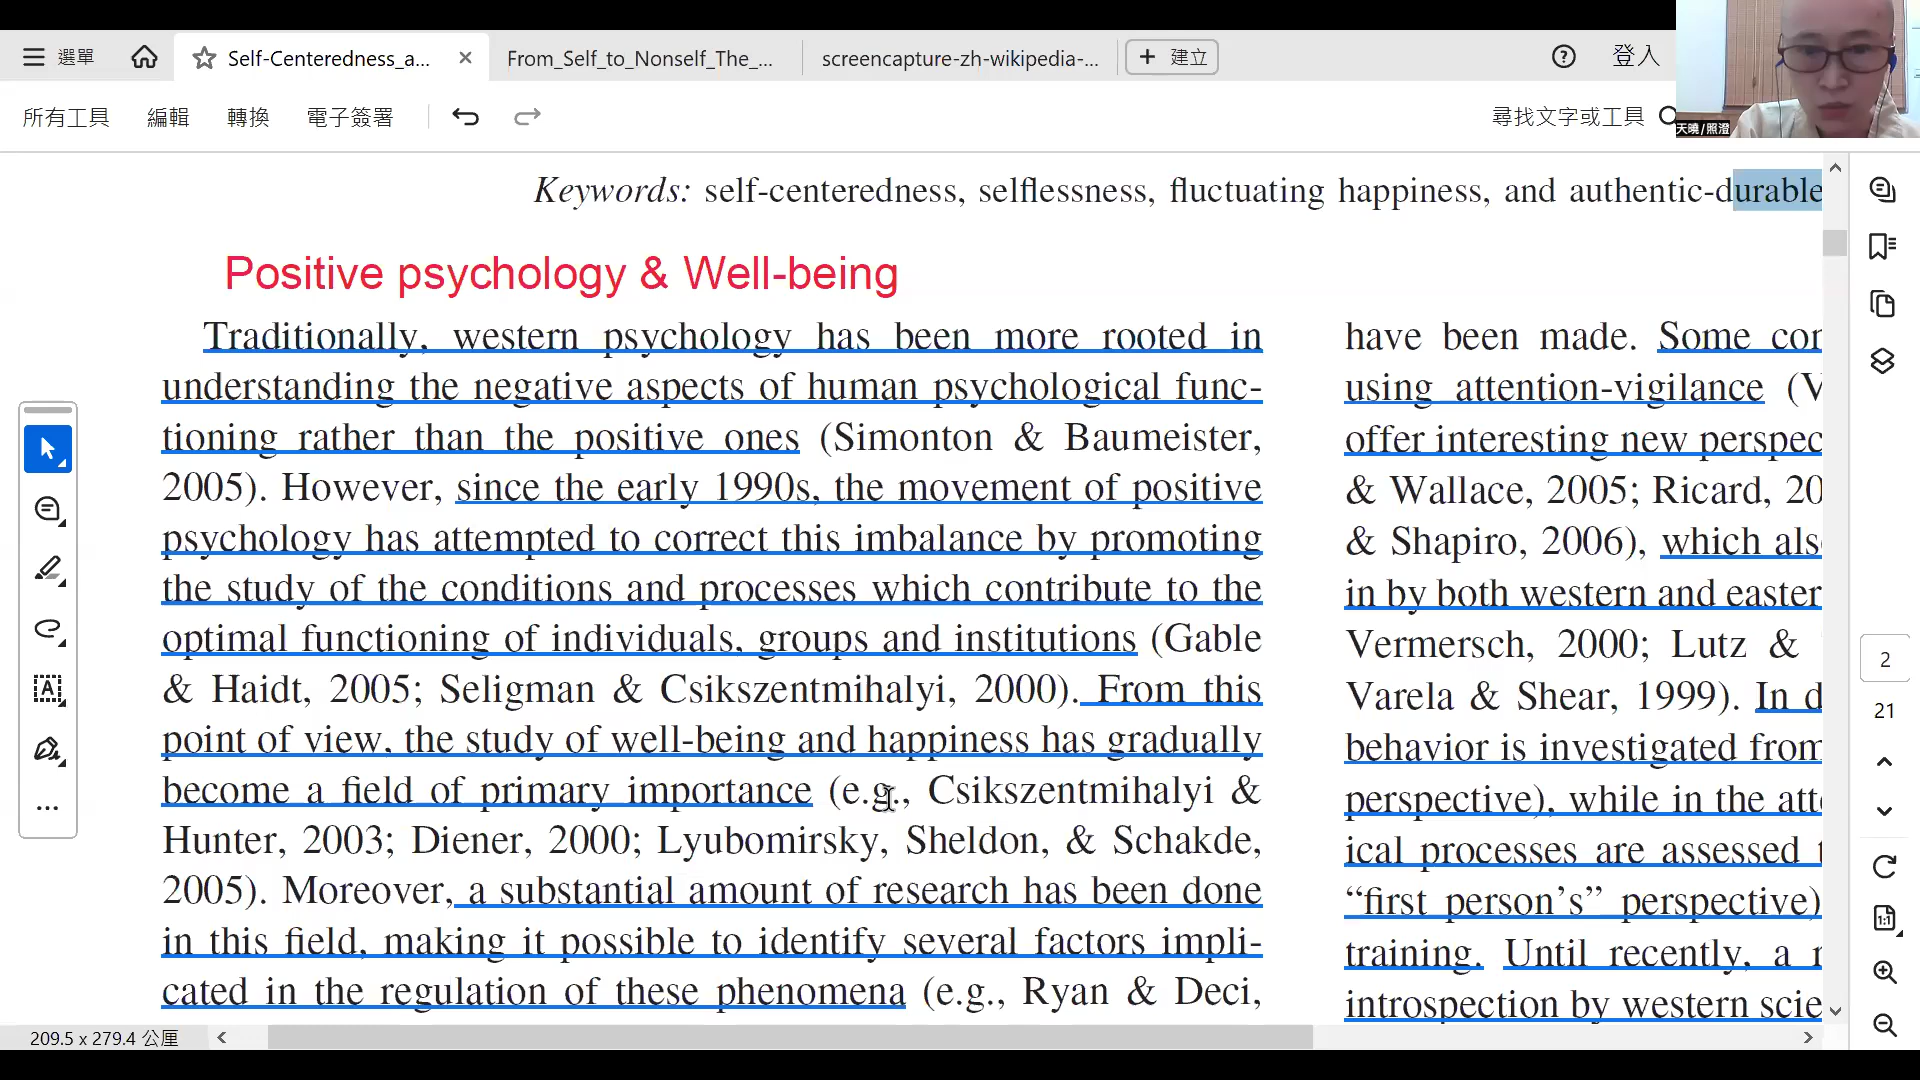 選單
Self-Centeredness_a...
From_Self_to_Nonself_The_...
screencapture-zh-wikipedia-...
建立
登入
所有工具
編輯
轉換
電子簽署
尋找文字或工具
天曉/照澄
Keywords: self-centeredness, selflessness, fluctuating happiness, and authentic-durable
Positive psychology & Well-being
Traditionally, western psychology has been more rooted in
understanding the negative aspects of human psychological func-
tioning rather than the positive ones (Simonton & Baumeister,
2005). However, since the early 1990s, the movement of positive
psychology has attempted to correct this imbalance by promoting
the study of the conditions and processes which contribute to the
optimal functioning of individuals, groups and institutions (Gable
& Haidt, 2005; Seligman & Csikszentmihalyi, 2000). From this
point of view, the study of well-being and happiness has gradually
become a field of primary importance (e.g., Csikszentmihalyi &
Hunter, 2003; Diener, 2000; Lyubomirsky, Sheldon, & Schakde,
2005). Moreover, a substantial amount of research has been done
in this field, making it possible to identify several factors impli-
cated in the regulation of these phenomena (e.g., Ryan & Deci,
have been made. Some con
using attention-vigilance (V
offer interesting new perspec
& Wallace, 2005; Ricard, 20
& Shapiro, 2006), which als
in by both western and easter
Vermersch, 2000; Lutz &
Varela & Shear, 1999). In d
behavior is investigated from
perspective), while in the att
ical processes are assessed t
“first person’s” perspective)
training. Until recently, a r
introspection by western scie
2
21
1:1
209.5 x 279.4 公厘